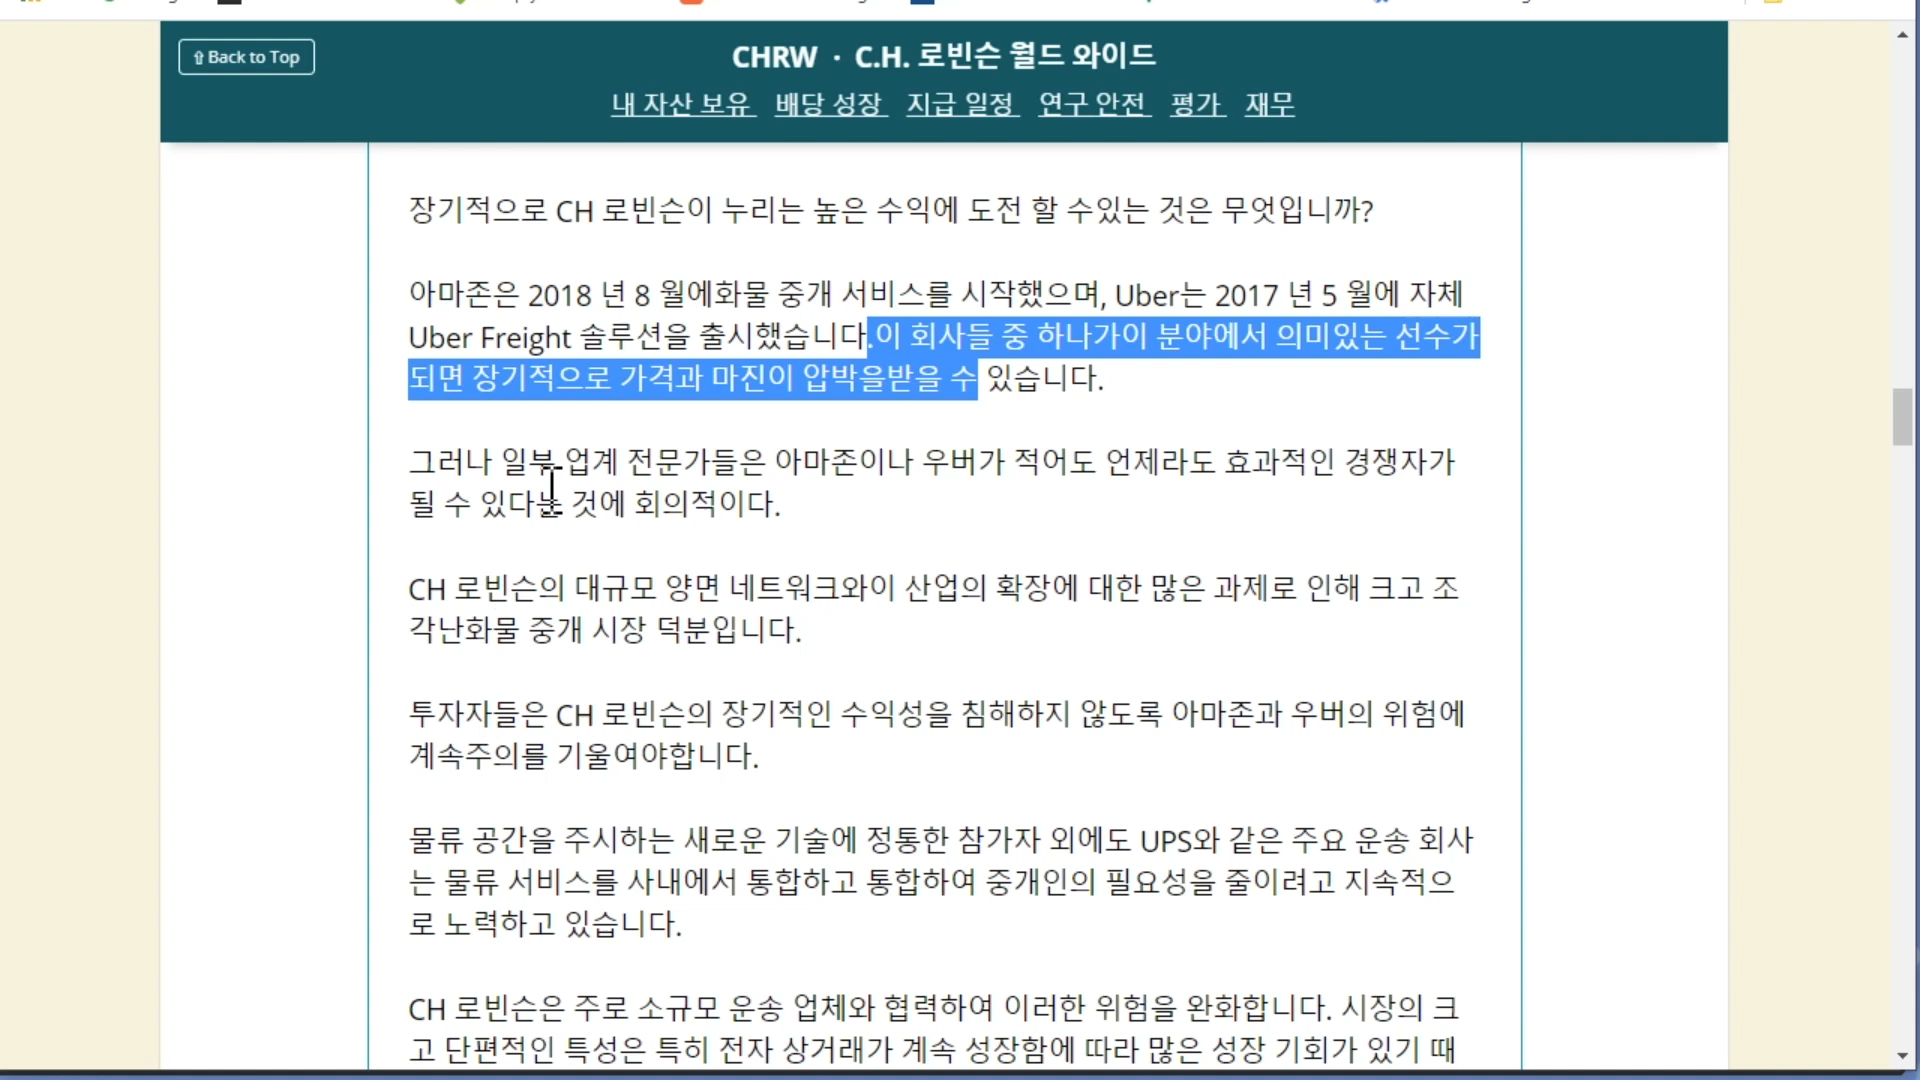 ⇧Back to Top
CHRW · C.H. 로빈슨 월드 와이드
내 자산 보유 배당 성장 지급 일정 연구 안전 평가 재무
장기적으로 CH 로빈슨이 누리는 높은 수익에 도전 할 수있는 것은 무엇입니까?
아마존은 2018 년 8 월에화물 중개 서비스를 시작했으며, Uber는 2017 년 5 월에 자체
Uber Freight 솔루션을 출시했습니다.이 회사들 중 하나가이 분야에서 의미있는 선수가
되면 장기적으로 가격과 마진이 압박을받을 수 있습니다.
그러나 일부 업계 전문가들은 아마존이나 우버가 적어도 언제라도 효과적인 경쟁자가
될 수 있다는 것에 회의적이다.
CH 로빈슨의 대규모 양면 네트워크와이 산업의 확장에 대한 많은 과제로 인해 크고 조
각난화물 중개 시장 덕분입니다.
투자자들은 CH 로빈슨의 장기적인 수익성을 침해하지 않도록 아마존과 우버의 위험에
계속주의를 기울여야합니다.
물류 공간을 주시하는 새로운 기술에 정통한 참가자 외에도 UPS와 같은 주요 운송 회사
는 물류 서비스를 사내에서 통합하고 통합하여 중개인의 필요성을 줄이려고 지속적으
로 노력하고 있습니다.
CH 로빈슨은 주로 소규모 운송 업체와 협력하여 이러한 위험을 완화합니다. 시장의 크
고 단편적인 특성은 특히 전자 상거래가 계속 성장함에 따라 많은 성장 기회가 있기 때